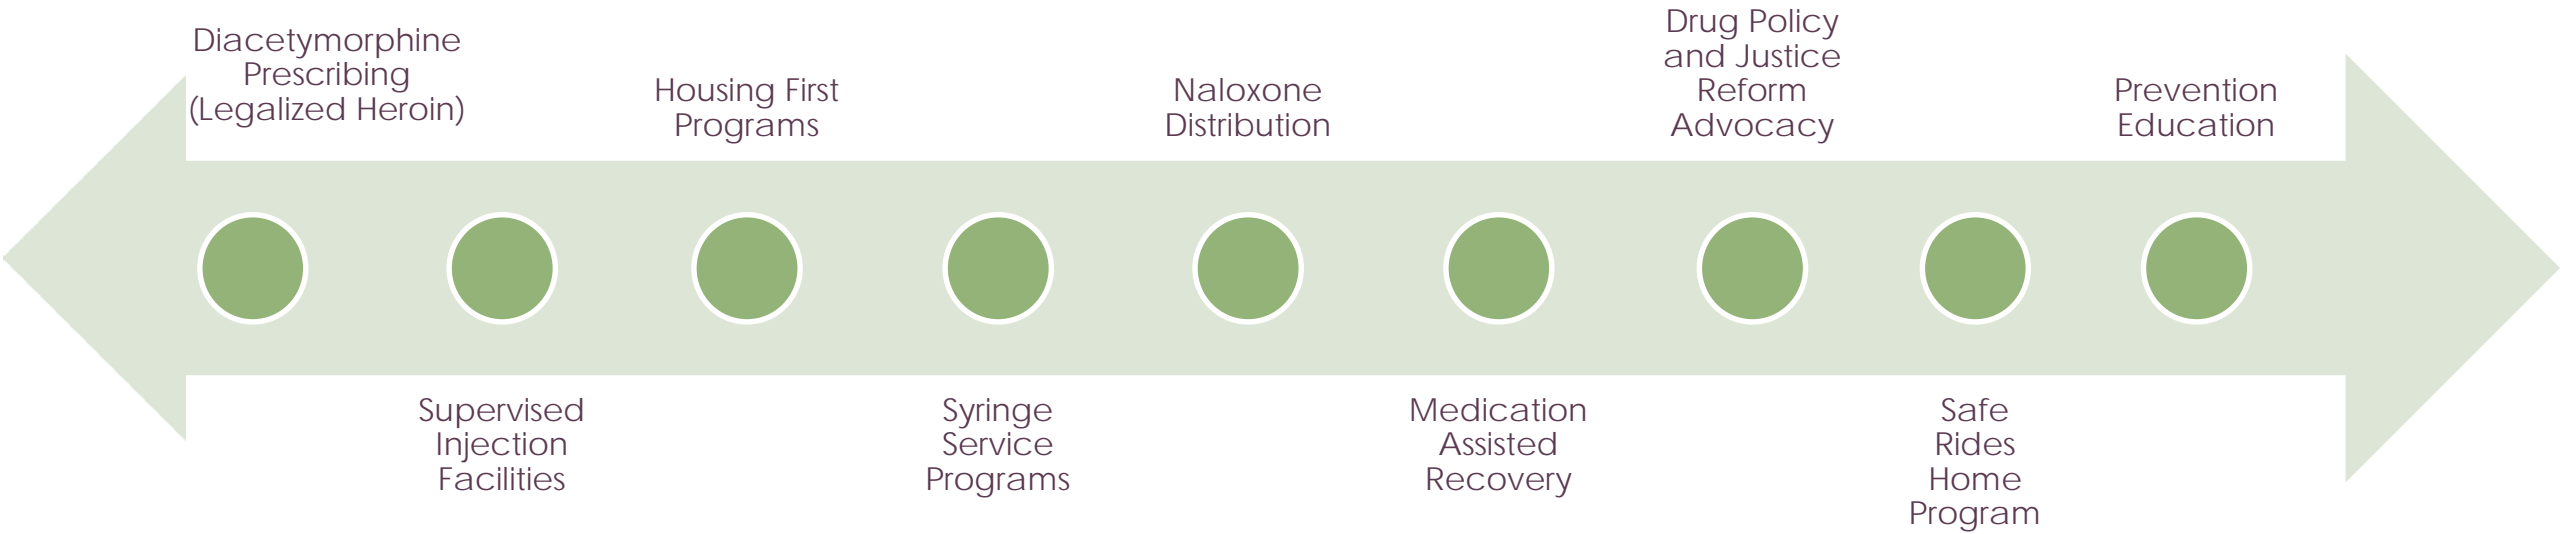 Diacetymorphine
Prescribing
(Legalized Heroin)
Supervised
Injection
Facilities
Housing First
Programs
Syringe
Service
Programs
Naloxone
Distribution
Medication
Assisted
Recovery
Drug Policy
and Justice
Reform
Advocacy
Safe
Rides
Home
Program
Prevention
Education